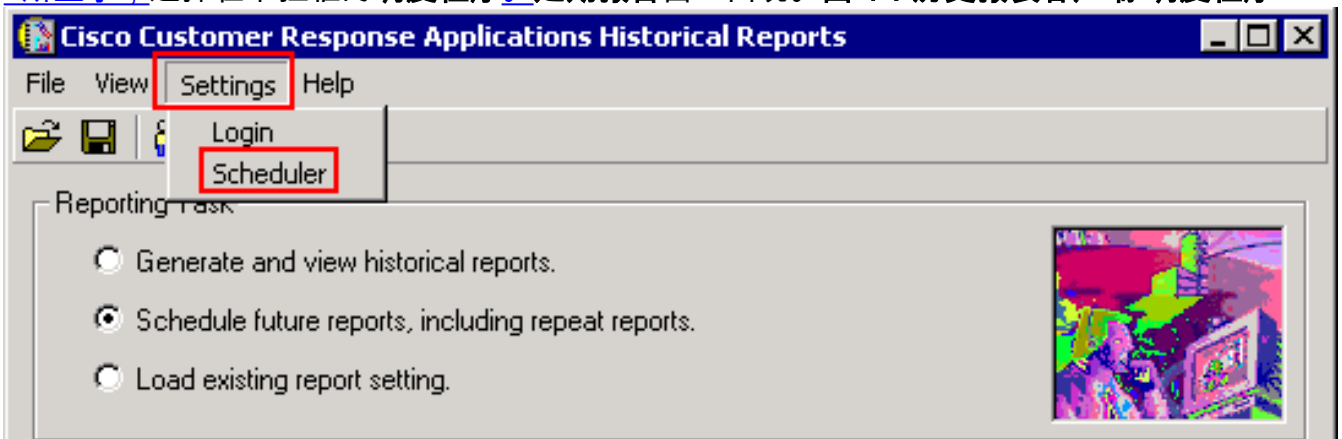 Cisco Customer Response Applications Historical Reports
File View Settings Help
Login
Scheduler
Reporting Task
Generate and view historical reports.
Schedule future reports, including repeat reports.
Load existing report setting.